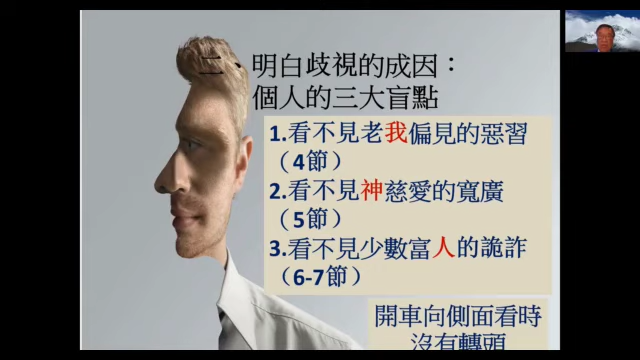 二、明白歧視的成因：
個人的三大盲點
1.看不見老我偏見的惡習
（4節）
2.看不見神慈愛的寬廣
（5節）
3.看不見少數富人的詭詐
（6-7節）
開車向側面看時
沒有轉頭